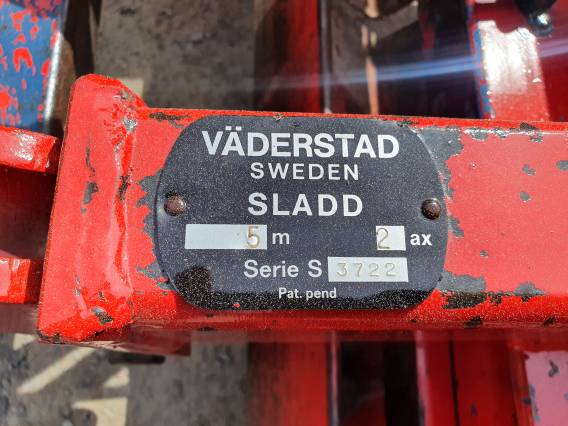 VÄDERSTAD
SWEDEN
SLADD
5 m 2 ax
Serie S 3722
Pat. pend